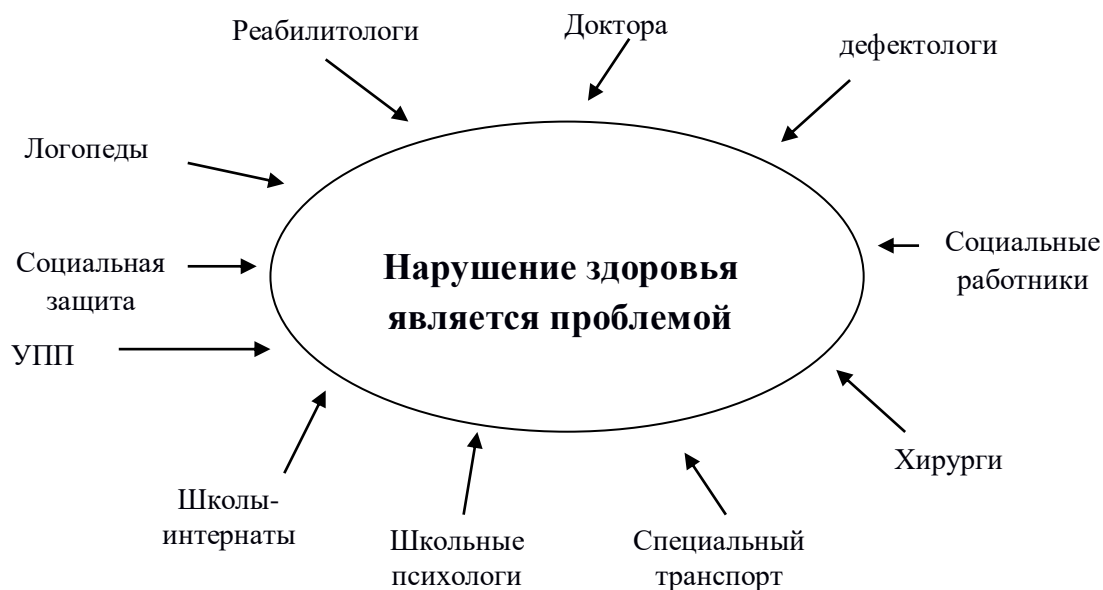 Реабилитологи
Доктора
дефектологи
Логопеды
Социальная
защита
Нарушение здоровья
является проблемой
Социальные
работники
УПП
Хирурги
Школы-
интернаты
Школьные
психологи
Специальный
транспорт